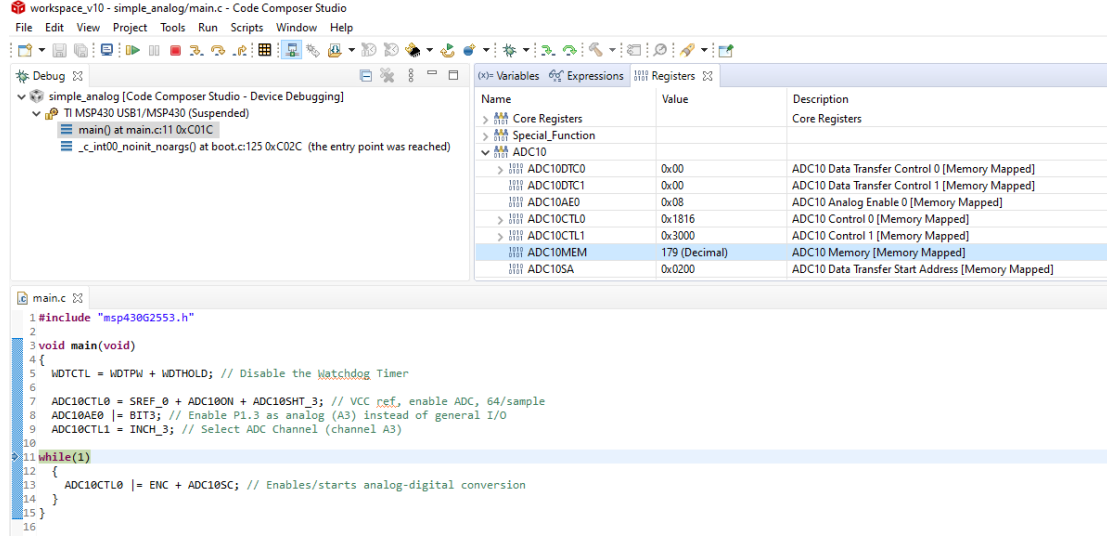 workspace_v10 - simple_analog/main.c - Code Composer Studio
File Edit View Project Tools Run Scripts Window Help
Debug
simple_analog [Code Composer Studio - Device Debugging]
TI MSP430 USB1/MSP430 (Suspended)
main() at main.c:11 0xC01C
_c_int00_noinit_noargs() at boot.c:125 0xC02C (the entry point was reached)
(x)= Variables Expressions Registers
Name Value Description
Core Registers Core Registers
Special_Function
ADC10
ADC10DTC0 0x00 ADC10 Data Transfer Control 0 [Memory Mapped]
ADC10DTC1 0x00 ADC10 Data Transfer Control 1 [Memory Mapped]
ADC10AE0 0x08 ADC10 Analog Enable 0 [Memory Mapped]
ADC10CTL0 0x1816 ADC10 Control 0 [Memory Mapped]
ADC10CTL1 0x3000 ADC10 Control 1 [Memory Mapped]
ADC10MEM 179 (Decimal) ADC10 Memory [Memory Mapped]
ADC10SA 0x0200 ADC10 Data Transfer Start Address [Memory Mapped]
main.c
1 #include "msp430G2553.h"
2
3 void main(void)
4 {
5 WDTCTL = WDTPW + WDTHOLD; // Disable the Watchdog Timer
6
7 ADC10CTL0 = SREF_0 + ADC10ON + ADC10SHT_3; // VCC ref, enable ADC, 64/sample
8 ADC10AE0 |= BIT3; // Enable P1.3 as analog (A3) instead of general I/O
9 ADC10CTL1 = INCH_3; // Select ADC Channel (channel A3)
10
11 while(1)
12 {
13 ADC10CTL0 |= ENC + ADC10SC; // Enables/starts analog-digital conversion
14 }
15 }
16